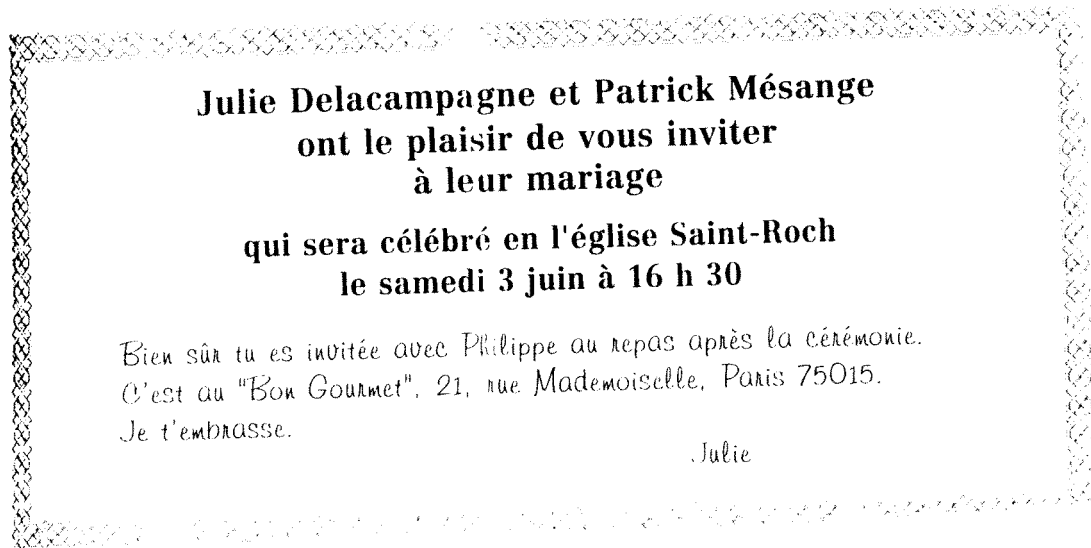 Julie Delacampagne et Patrick Mésange
ont le plaisir de vous inviter
à leur mariage
qui sera célébré en l'église Saint-Roch
le samedi 3 juin à 16 h 30
Bien sûr tu es invitée avec Philippe au repas après la cérémonie.
C'est au "Bon Gourmet", 21, rue Mademoiselle, Paris 75015.
Je t'embrasse.
Julie